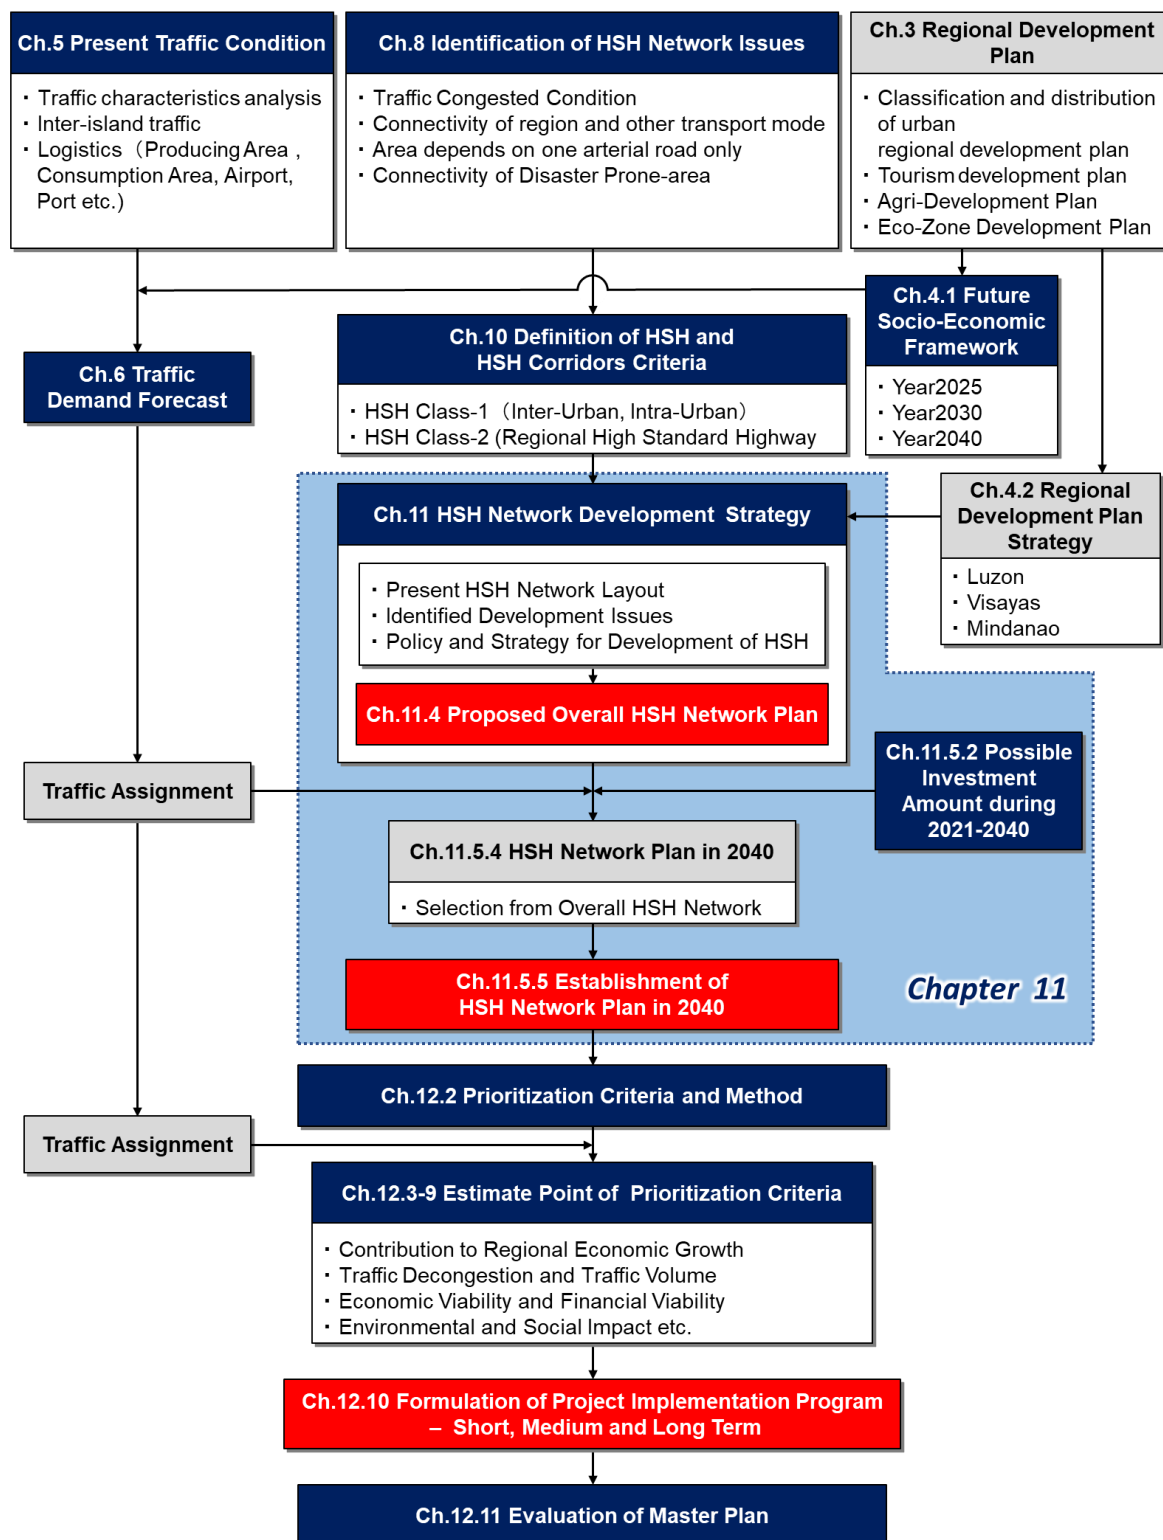 Ch.5 Present Traffic Condition
・Traffic characteristics analysis
・Inter-island traffic
・Logistics（Producing Area ,
Consumption Area, Airport,
Port etc.)
Ch.8 Identification of HSH Network Issues
・Traffic Congested Condition
・Connectivity of region and other transport mode
・Area depends on one arterial road only
・Connectivity of Disaster Prone-area
Ch.3 Regional Development
Plan
・Classification and distribution
of urban
regional development plan
・Tourism development plan
・Agri-Development Plan
・Eco-Zone Development Plan
Ch.4.1 Future
Socio-Economic
Framework
・Year2025
・Year2030
・Year2040
Ch.10 Definition of HSH and
HSH Corridors Criteria
・HSH Class-1（Inter-Urban, Intra-Urban）
・HSH Class-2 (Regional High Standard Highway
Ch.6 Traffic
Demand Forecast
Ch.4.2 Regional
Development Plan
Strategy
・Luzon
・Visayas
・Mindanao
Ch.11 HSH Network Development Strategy
・Present HSH Network Layout
・Identified Development Issues
・Policy and Strategy for Development of HSH
Ch.11.4 Proposed Overall HSH Network Plan
Traffic Assignment
Ch.11.5.2 Possible
Investment
Amount during
2021-2040
Ch.11.5.4 HSH Network Plan in 2040
・Selection from Overall HSH Network
Ch.11.5.5 Establishment of
HSH Network Plan in 2040
Chapter 11
Ch.12.2 Prioritization Criteria and Method
Traffic Assignment
Ch.12.3-9 Estimate Point of Prioritization Criteria
・Contribution to Regional Economic Growth
・Traffic Decongestion and Traffic Volume
・Economic Viability and Financial Viability
・Environmental and Social Impact etc.
Ch.12.10 Formulation of Project Implementation Program
– Short, Medium and Long Term
Ch.12.11 Evaluation of Master Plan